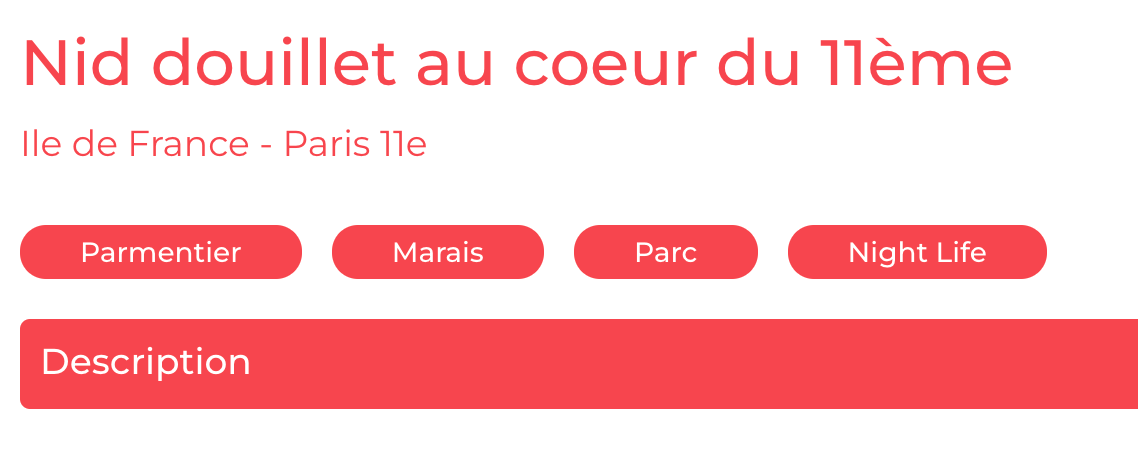 Nid douillet au coeur du 11ème
Ile de France - Paris 11e
Parmentier Marais Parc Night Life
Description